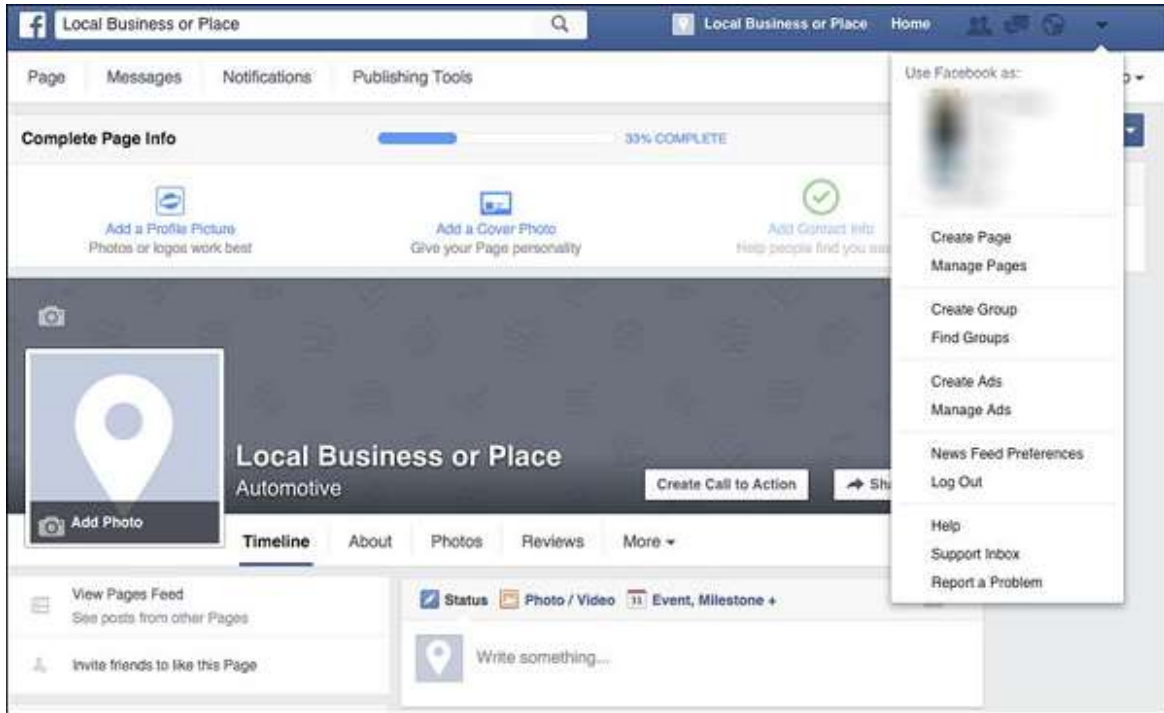 f Local Business or Place
Local Business or Place Home
Page Messages Notifications Publishing Tools
Complete Page Info
33% COMPLETE
Add a Profile Picture
Photos or logos work best
Add a Cover Photo
Give your Page personality
Add Contact Info
Help people find you
Local Business or Place
Automotive
Create Call to Action
Add Photo
Timeline About Photos Reviews More
View Pages Feed
See posts from other Pages
Invite friends to like this Page
Status Photo / Video 31 Event, Milestone +
Write something...
Use Facebook as:
Create Page
Manage Pages
Create Group
Find Groups
Create Ads
Manage Ads
News Feed Preferences
Log Out
Help
Support Inbox
Report a Problem